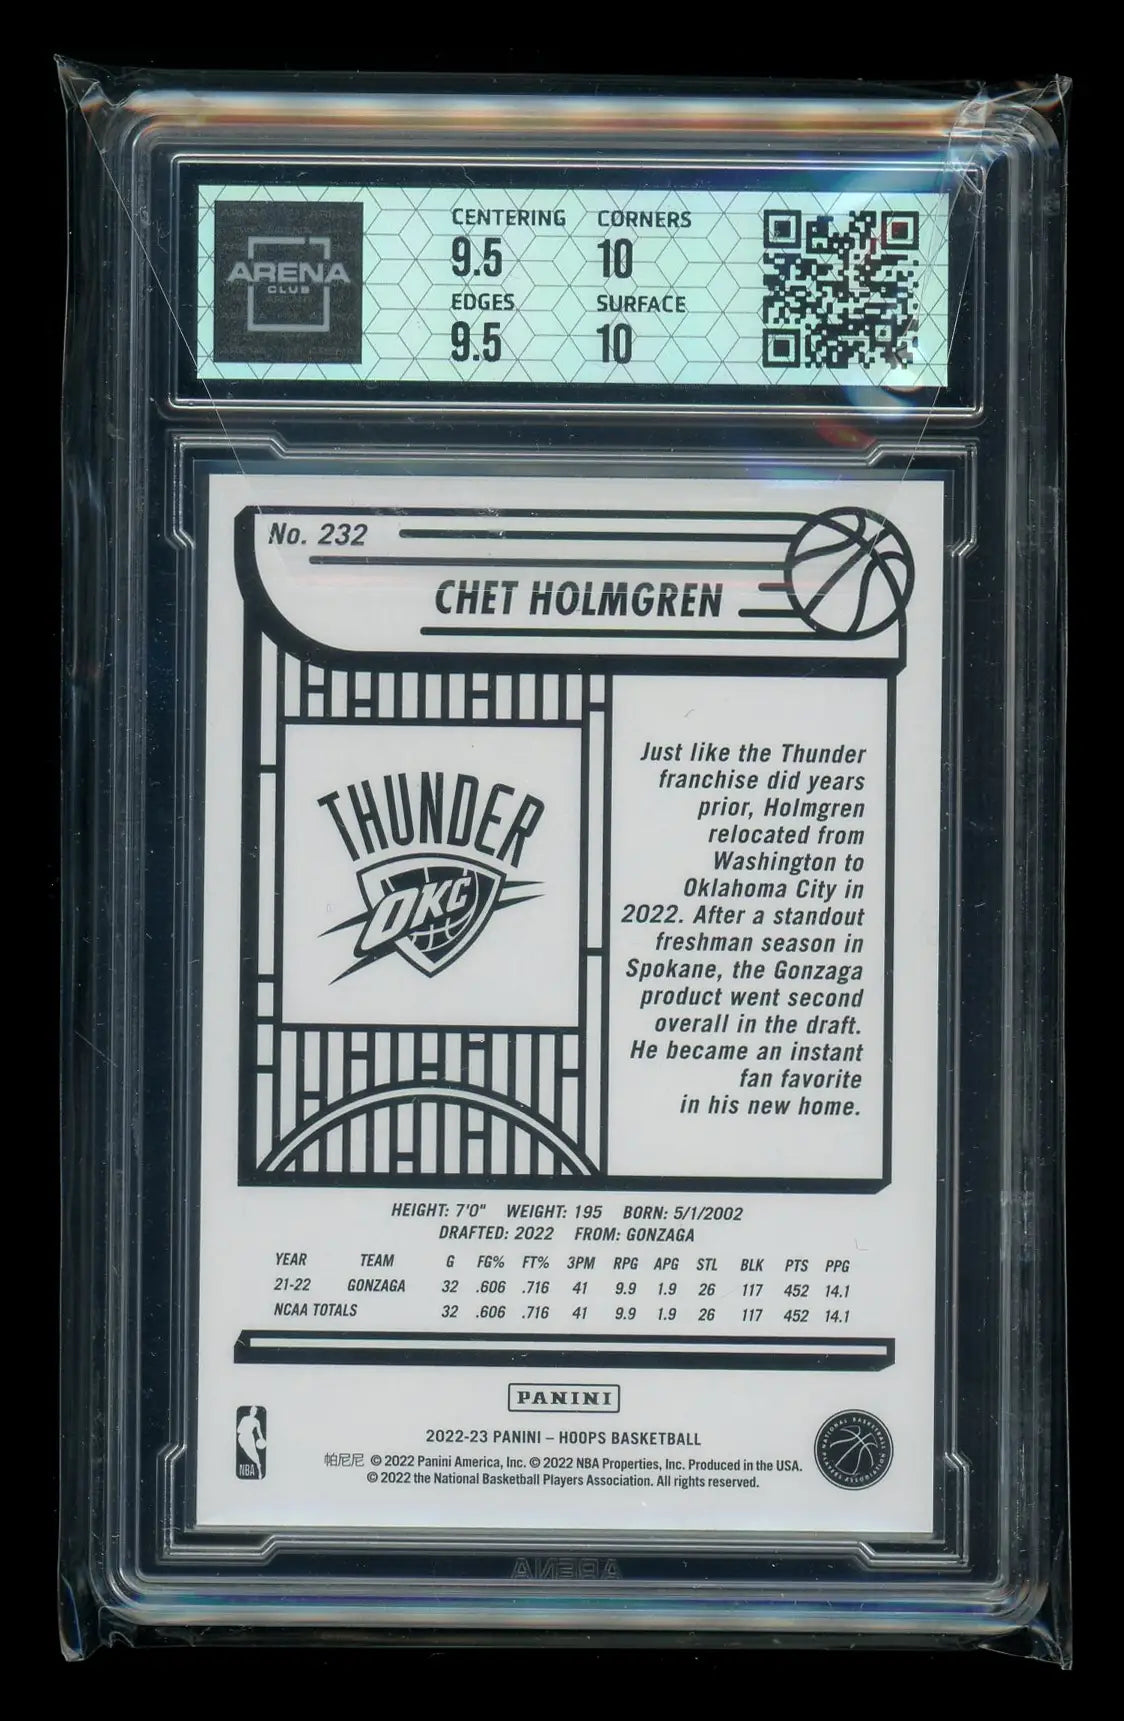 ARENA
CLUB
CENTERING CORNERS
9.5 10
EDGES SURFACE
9.5 10
No. 232
CHET HOLMGREN
THUNDER
OKC
Just like the Thunder
franchise did years
prior, Holmgren
relocated from
Washington to
Oklahoma City in
2022. After a standout
freshman season in
Spokane, the Gonzaga
product went second
overall in the draft.
He became an instant
fan favorite
in his new home.
HEIGHT: 7'0" WEIGHT: 195 BORN: 5/1/2002
DRAFTED: 2022 FROM: GONZAGA
YEAR TEAM G FG% FT% 3PM RPG APG STL BLK PTS PPG
21-22 GONZAGA 32 .606 .716 41 9.9 1.9 26 117 452 14.1
NCAA TOTALS 32 .606 .716 41 9.9 1.9 26 117 452 14.1
PANINI
NBA
NATIONAL BASKETBALL PLAYERS ASSOCIATION
2022-23 PANINI – HOOPS BASKETBALL
帕尼尼 © 2022 Panini America, Inc. © 2022 NBA Properties, Inc. Produced in the USA.
© 2022 the National Basketball Players Association. All rights reserved.
ARENA